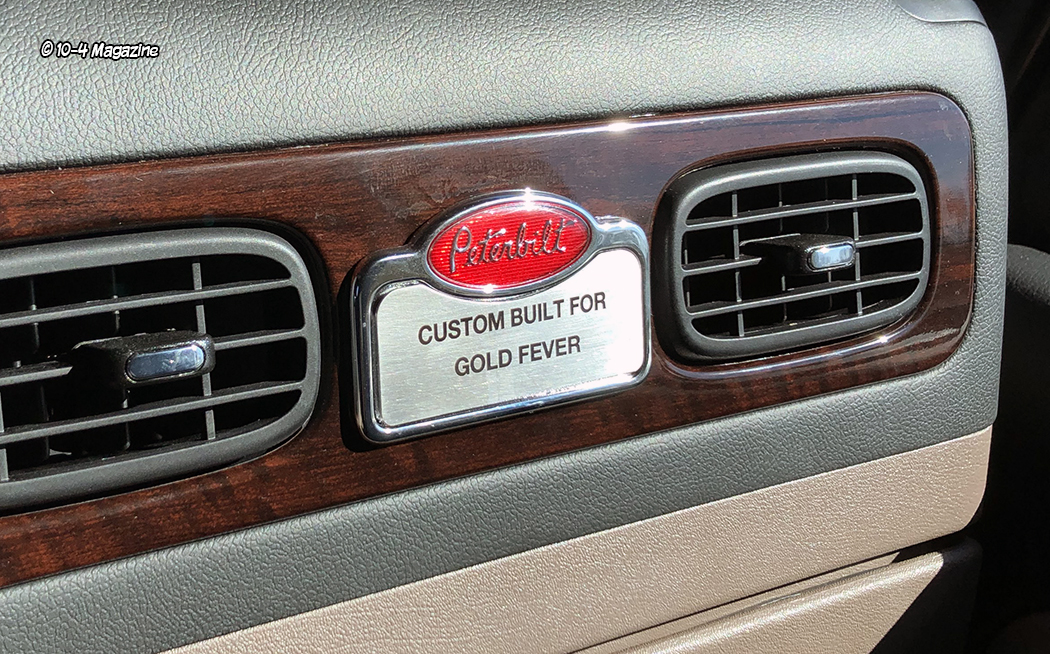 © 10-4 Magazine
Peterbilt
CUSTOM BUILT FOR
GOLD FEVER